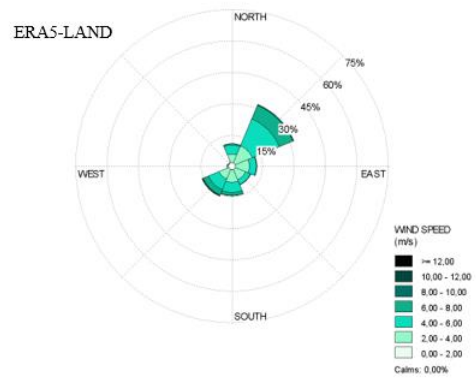 NORTH
ERA5-LAND
75%
60%
45%
30%
15%
WEST
EAST
WIND SPEED
(m/s)
>= 12,00
10,00 - 12,00
8,00 - 10,00
6,00 - 8,00
4,00 - 6,00
2,00 - 4,00
0,00 - 2,00
SOUTH
Calms: 0,00%